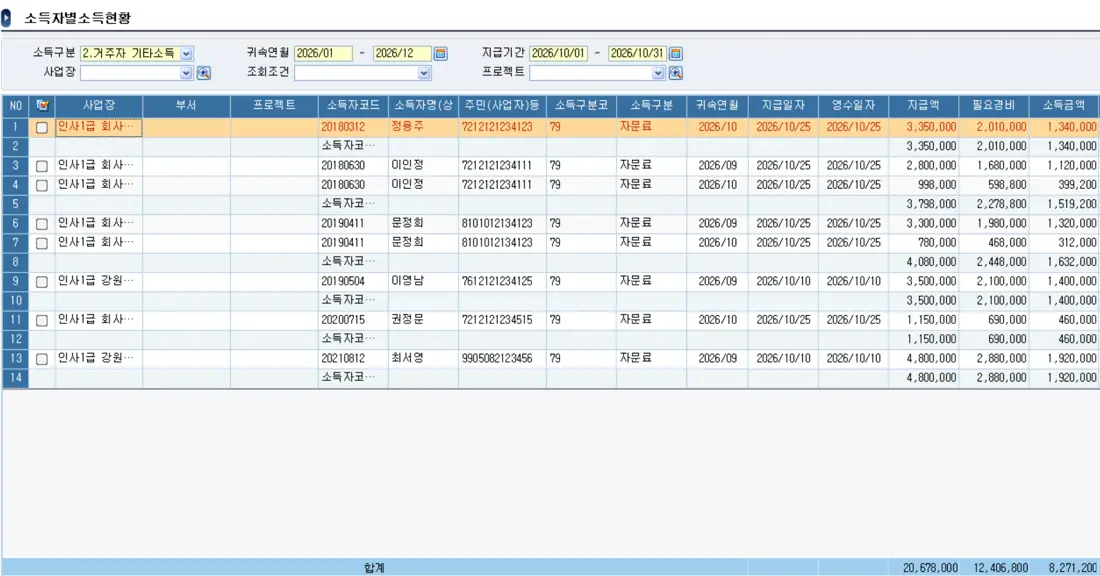 소득자별소득현황
소득구분 2.거주자 기타소득 귀속연월 2026/01 ~ 2026/12 지급기간 2026/10/01 ~ 2026/10/31
사업장 조회조건 프로젝트
NO 사업장 부서 프로젝트 소득자코드 소득자명(상 주민(사업자)등 소득구분코 소득구분 귀속연월 지급일자 영수일자 지급액 필요경비 소득금액
1 인사1급 회사… 20180312 정용주 7212121234123 79 자문료 2026/10 2026/10/25 2026/10/25 3,350,000 2,010,000 1,340,000
2 소득자코… 3,350,000 2,010,000 1,340,000
3 인사1급 회사… 20180630 이인정 7212121234111 79 자문료 2026/09 2026/10/25 2026/10/25 2,800,000 1,680,000 1,120,000
4 인사1급 회사… 20180630 이인정 7212121234111 79 자문료 2026/10 2026/10/25 2026/10/25 998,000 598,800 399,200
5 소득자코… 3,798,000 2,278,800 1,519,200
6 인사1급 회사… 20190411 문정희 8101012134123 79 자문료 2026/09 2026/10/25 2026/10/25 3,300,000 1,980,000 1,320,000
7 인사1급 회사… 20190411 문정희 8101012134123 79 자문료 2026/10 2026/10/25 2026/10/25 780,000 468,000 312,000
8 소득자코… 4,080,000 2,448,000 1,632,000
9 인사1급 강원… 20190504 이영남 7612121234125 79 자문료 2026/09 2026/10/10 2026/10/10 3,500,000 2,100,000 1,400,000
10 소득자코… 3,500,000 2,100,000 1,400,000
11 인사1급 회사… 20200715 권정문 7212121234515 79 자문료 2026/10 2026/10/25 2026/10/25 1,150,000 690,000 460,000
12 소득자코… 1,150,000 690,000 460,000
13 인사1급 강원… 20210812 최서영 9905082123456 79 자문료 2026/09 2026/10/10 2026/10/10 4,800,000 2,880,000 1,920,000
14 소득자코… 4,800,000 2,880,000 1,920,000
합계 20,678,000 12,406,800 8,271,200